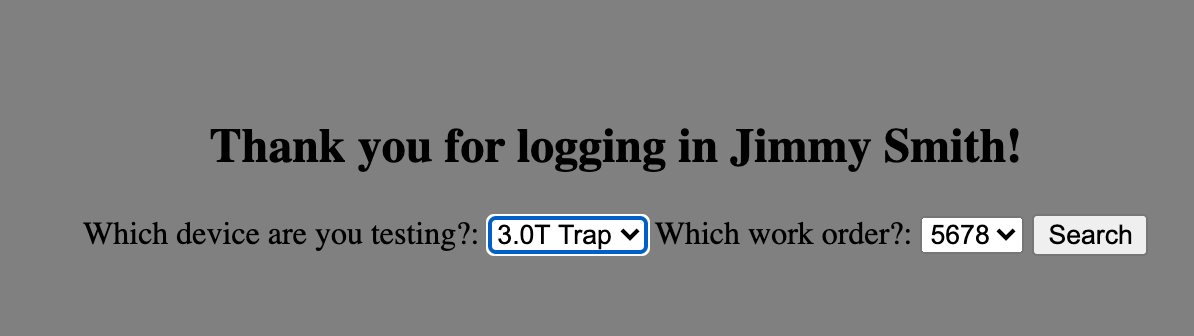 Thank you for logging in Jimmy Smith!
Which device are you testing?: 3.0T Trap Which work order?: 5678 Search